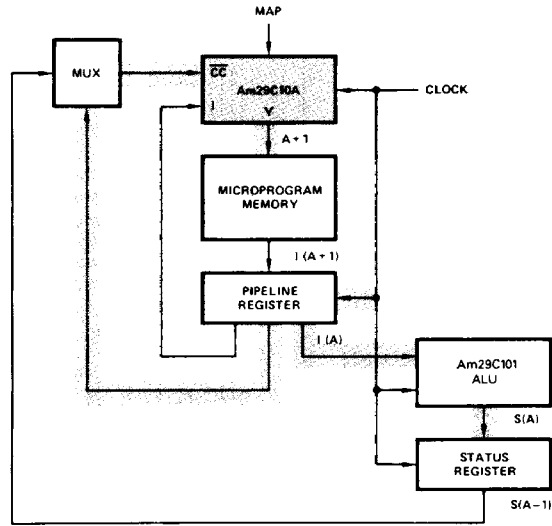 MAP
MUX
CC
Am29C10A
I
Y
CLOCK
A+1
MICROPROGRAM
MEMORY
I(A+1)
PIPELINE
REGISTER
I(A)
Am29C101
ALU
S(A)
STATUS
REGISTER
S(A−1)